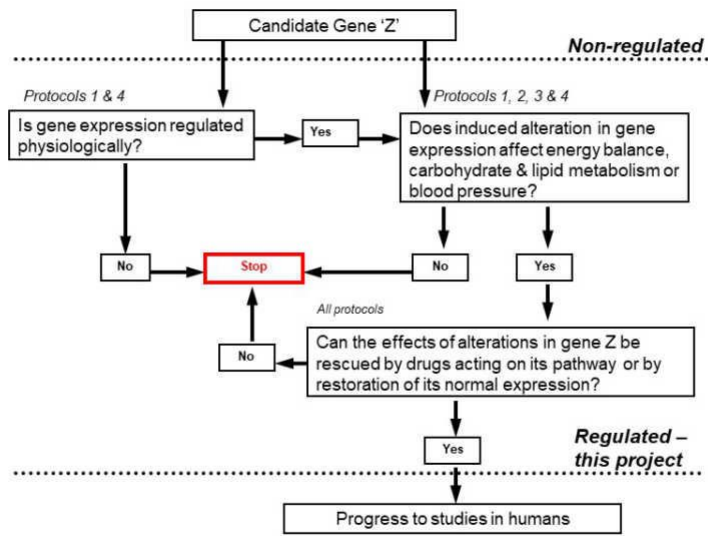 Candidate Gene ‘Z’
Non-regulated
Protocols 1 & 4
Protocols 1, 2, 3 & 4
Is gene expression regulated
physiologically?
Yes
Does induced alteration in gene
expression affect energy balance,
carbohydrate & lipid metabolism or
blood pressure?
No
Stop
No
Yes
All protocols
Can the effects of alterations in gene Z be
rescued by drugs acting on its pathway or by
restoration of its normal expression?
No
Yes
Regulated –
this project
Progress to studies in humans